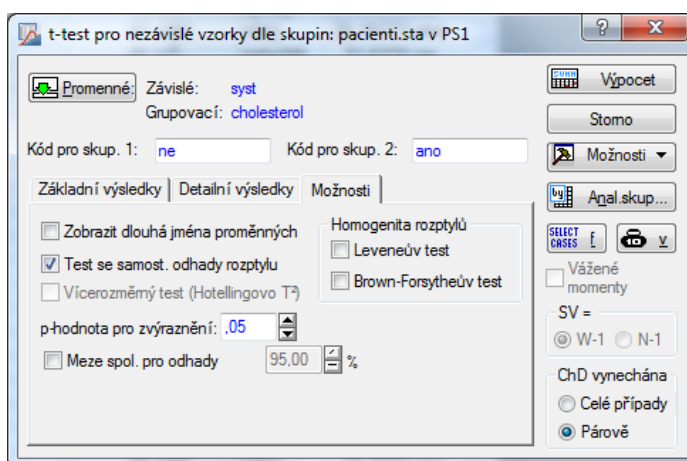 t-test pro nezávislé vzorky dle skupin: pacienti.sta v PS1
Promenné:
Závislé: syst
Grupovací: cholesterol
Kód pro skup. 1: ne
Kód pro skup. 2: ano
Základní výsledky
Detailní výsledky
Možnosti
Zobrazit dlouhá jména proměnných
Test se samost. odhady rozptylu
Vícerozměrný test (Hotellingovo T²)
p-hodnota pro zvýraznění: ,05
Meze spol. pro odhady 95,00 %
Homogenita rozptylů
Leveneův test
Brown-Forsytheův test
Výpocet
Storno
Možnosti
Anal.skup...
SELECT CASES f
v
Vážené
momenty
SV =
W-1 N-1
ChD vynechána
Celé případy
Párově